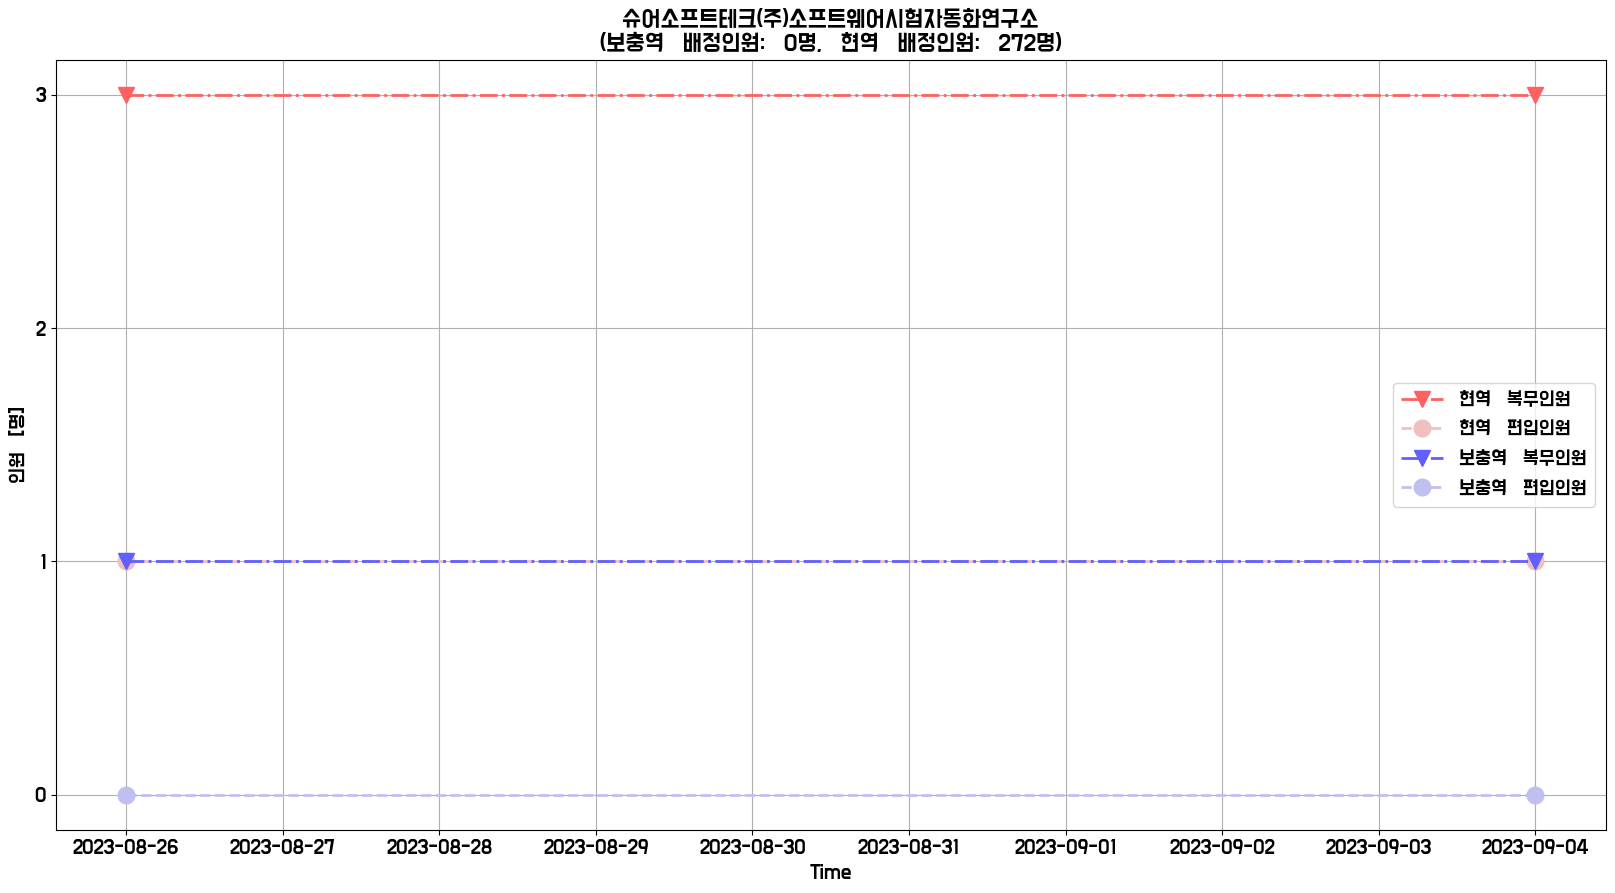 슈어소프트테크(주)소프트웨어시험자동화연구소
(보충역 배정인원: 0명, 현역 배정인원: 272명)
3
2
1
0
인원 [명]
현역 복무인원
현역 편입인원
보충역 복무인원
보충역 편입인원
2023-08-26 2023-08-27 2023-08-28 2023-08-29 2023-08-30 2023-08-31 2023-09-01 2023-09-02 2023-09-03 2023-09-04
Time